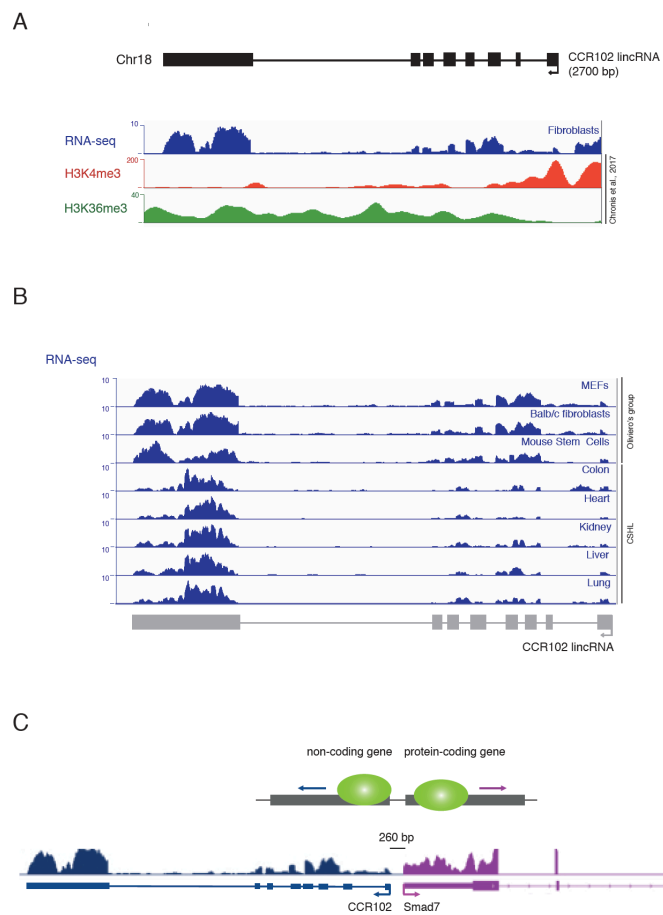 A
Chr18
CCR102 lincRNA
(2700 bp)
RNA-seq
10
Fibroblasts
H3K4me3
200
H3K36me3
40
Chronis et al., 2017
B
RNA-seq
10
MEFs
10
Balb/c fibroblasts
10
Mouse Stem Cells
Oliviero's group
10
Colon
10
Heart
10
Kidney
10
Liver
10
Lung
CSHL
CCR102 lincRNA
C
non-coding gene
protein-coding gene
260 bp
CCR102
Smad7